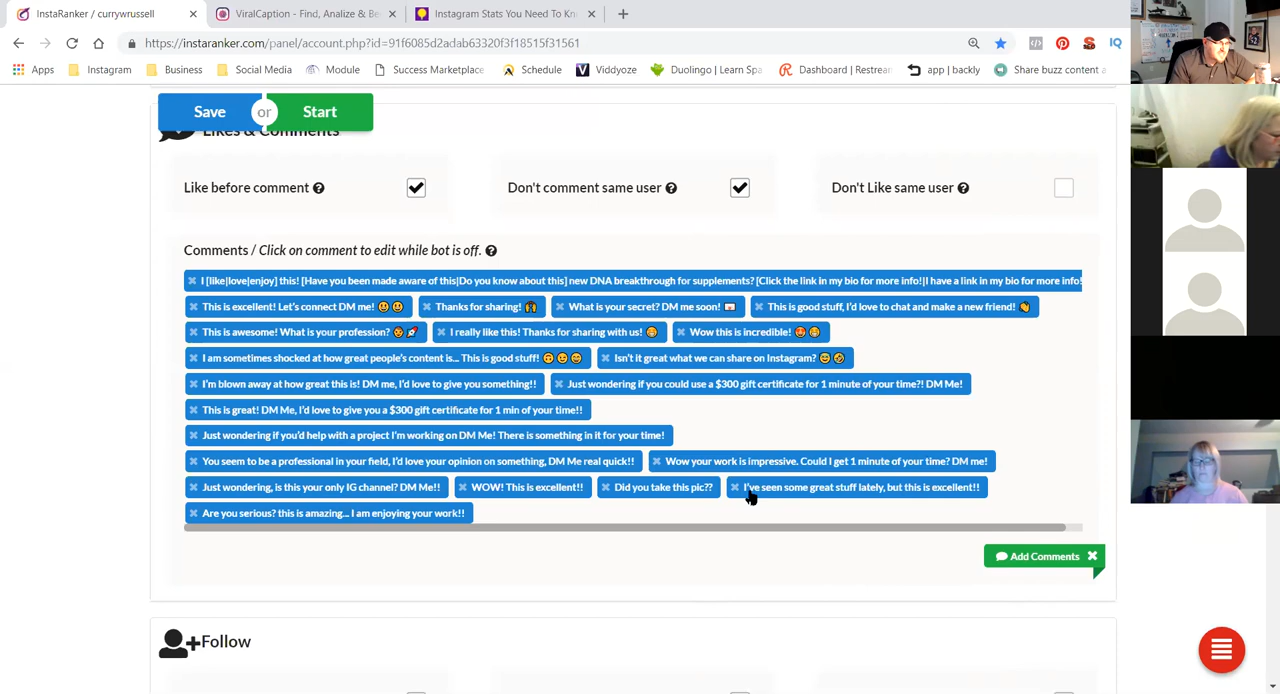 InstaRanker / currywrussell
ViralCaption - Find, Analize & Be
Instagram Stats You Need To Kn
https://instaranker.com/panel/account.php?id=91f6085d2adab63320f3f18515f31561
Apps Instagram Business Social Media Module Success Marketplace Schedule Viddyoze Duolingo | Learn Spa Dashboard | Restrea app | backly Share buzz content a
Save or Start
Likes & Comments
Like before comment Don't comment same user Don't Like same user
Comments / Click on comment to edit while bot is off.
I [like|love|enjoy] this! [Have you been made aware of this|Do you know about this] new DNA breakthrough for supplements? [Click the link in my bio for more info!|I have a link in my bio for more info!
This is excellent! Let's connect DM me! 😃😃 Thanks for sharing! What is your secret? DM me soon! This is good stuff, I'd love to chat and make a new friend! 👏
This is awesome! What is your profession? I really like this! Thanks for sharing with us! Wow this is incredible!
I am sometimes shocked at how great people's content is... This is good stuff! Isn't it great what we can share on Instagram?
I'm blown away at how great this is! DM me, I'd love to give you something!! Just wondering if you could use a $300 gift certificate for 1 minute of your time?! DM Me!
This is great! DM Me, I'd love to give you a $300 gift certificate for 1 min of your time!!
Just wondering if you'd help with a project I'm working on DM Me! There is something in it for your time!
You seem to be a professional in your field, I'd love your opinion on something, DM Me real quick!! Wow your work is impressive. Could I get 1 minute of your time? DM me!
Just wondering, is this your only IG channel? DM Me!! WOW! This is excellent!! Did you take this pic?? I've seen some great stuff lately, but this is excellent!!
Are you serious? this is amazing... I am enjoying your work!!
Add Comments
Follow